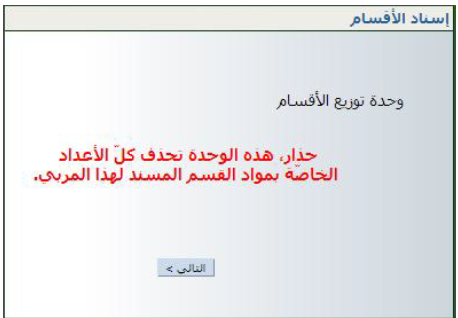 إسناد الأقسام
وحدة توزيع الأقسام
حذار، هذه الوحدة تحذف كلّ الأعداد
الخاصّة بمواد القسم المسند لهذا المربي.
التالي >